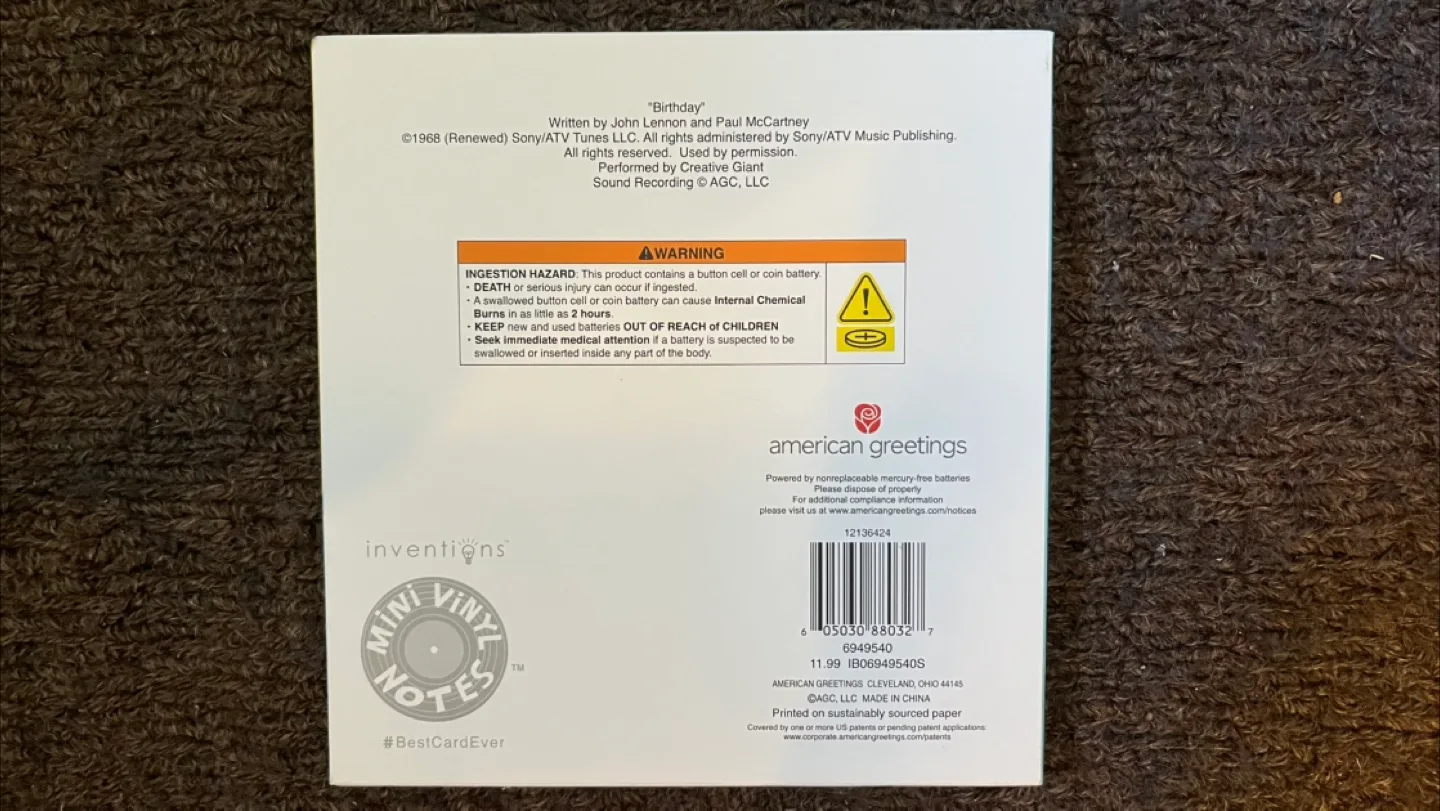 "Birthday"
Written by John Lennon and Paul McCartney
©1968 (Renewed) Sony/ATV Tunes LLC. All rights administered by Sony/ATV Music Publishing.
All rights reserved. Used by permission.
Performed by Creative Giant
Sound Recording © AGC, LLC
WARNING
INGESTION HAZARD: This product contains a button cell or coin battery.
• DEATH or serious injury can occur if ingested.
• A swallowed button cell or coin battery can cause Internal Chemical
Burns in as little as 2 hours.
• KEEP new and used batteries OUT OF REACH of CHILDREN
• Seek immediate medical attention if a battery is suspected to be
swallowed or inserted inside any part of the body.
american greetings
Powered by nonreplaceable mercury-free batteries
Please dispose of properly
For additional compliance information
please visit us at www.americangreetings.com/notices
12136424
6 05030 88032 7
6949540
11.99 IB06949540S
AMERICAN GREETINGS CLEVELAND, OHIO 44145
©AGC, LLC MADE IN CHINA
Printed on sustainably sourced paper
Covered by one or more US patents or pending patent applications:
www.corporate.americangreetings.com/patents
inventions™
MiNi ViNYL
NOTES™
#BestCardEver